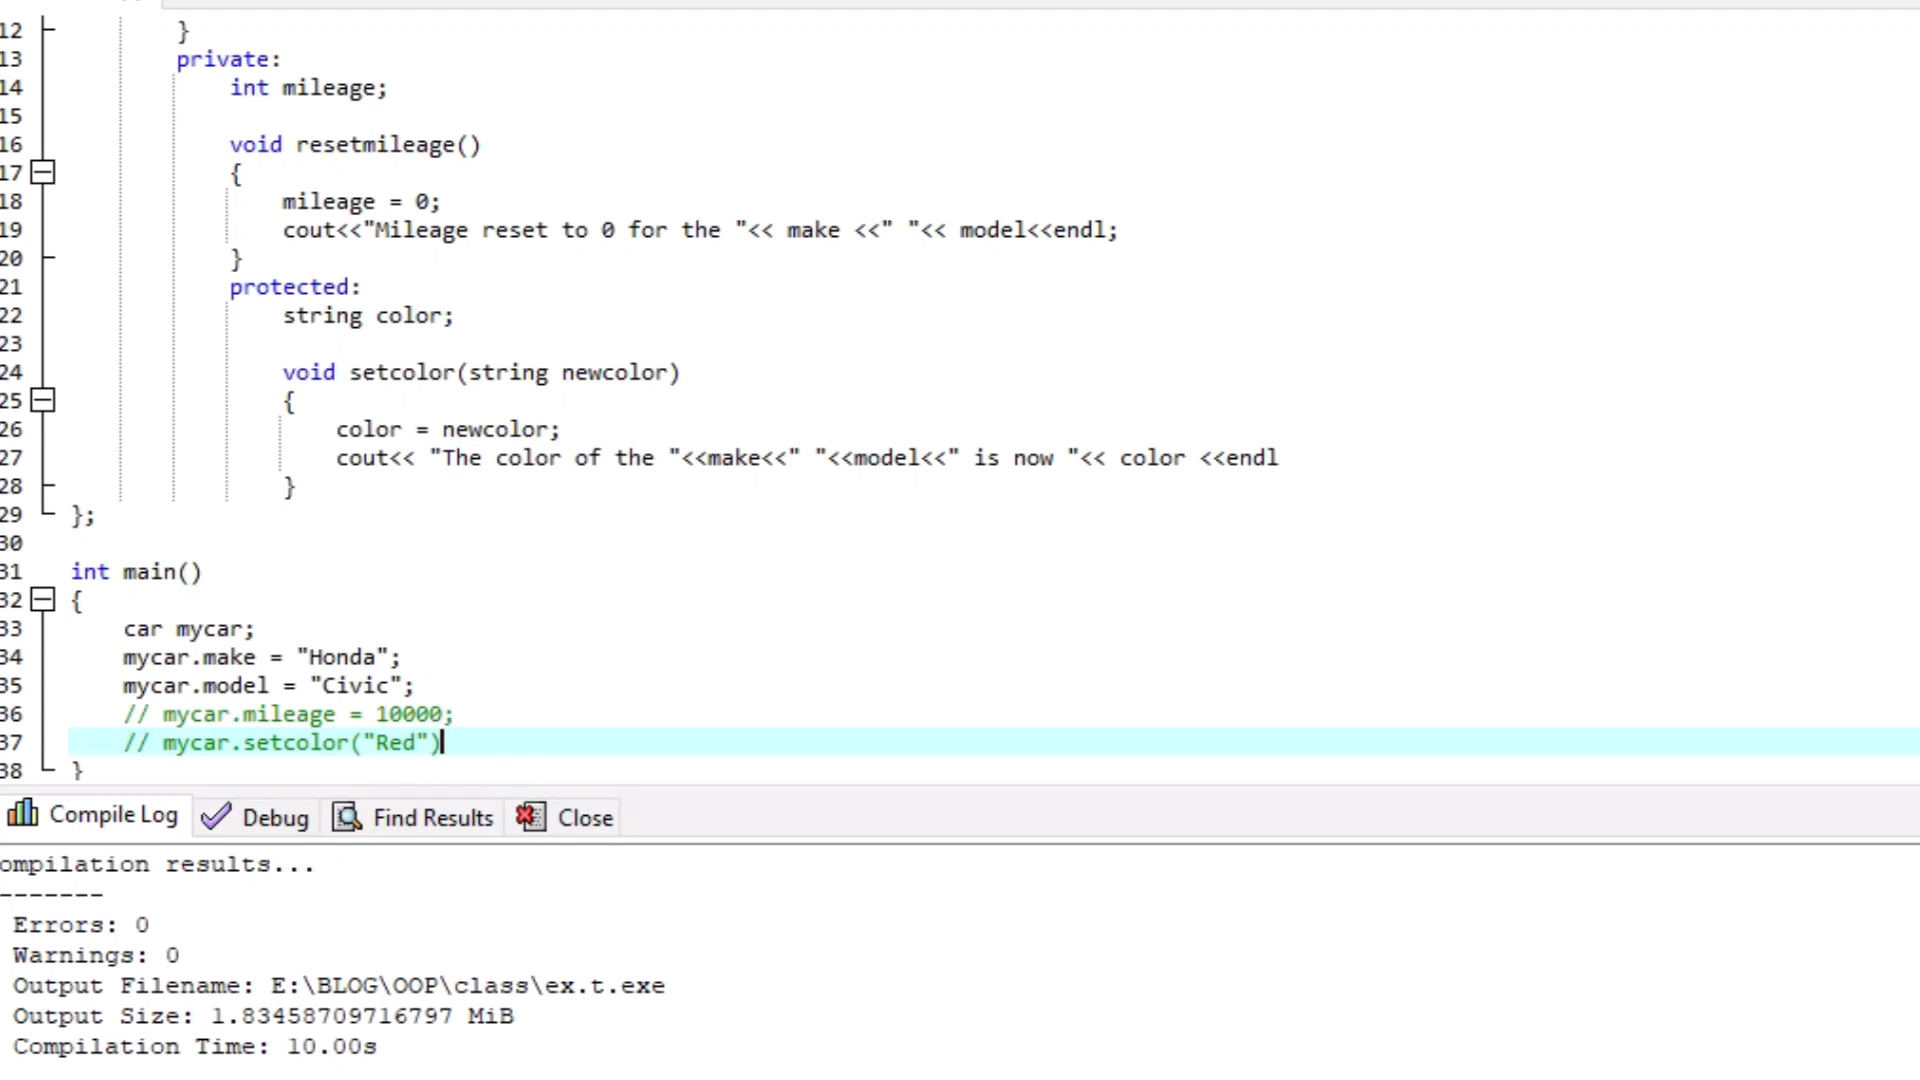 12 }
13 private:
14 int mileage;
15
16 void resetmileage()
17 {
18 mileage = 0;
19 cout<<"Mileage reset to 0 for the "<< make <<" "<< model<<endl;
20 }
21 protected:
22 string color;
23
24 void setcolor(string newcolor)
25 {
26 color = newcolor;
27 cout<< "The color of the "<<make<<" "<<model<<" is now "<< color <<endl
28 }
29 };
30
31 int main()
32 {
33 car mycar;
34 mycar.make = "Honda";
35 mycar.model = "Civic";
36 // mycar.mileage = 10000;
37 // mycar.setcolor("Red")
38 }
Compile Log Debug Find Results Close
ompilation results...
-------
Errors: 0
Warnings: 0
Output Filename: E:\BLOG\OOP\class\ex.t.exe
Output Size: 1.83458709716797 MiB
Compilation Time: 10.00s